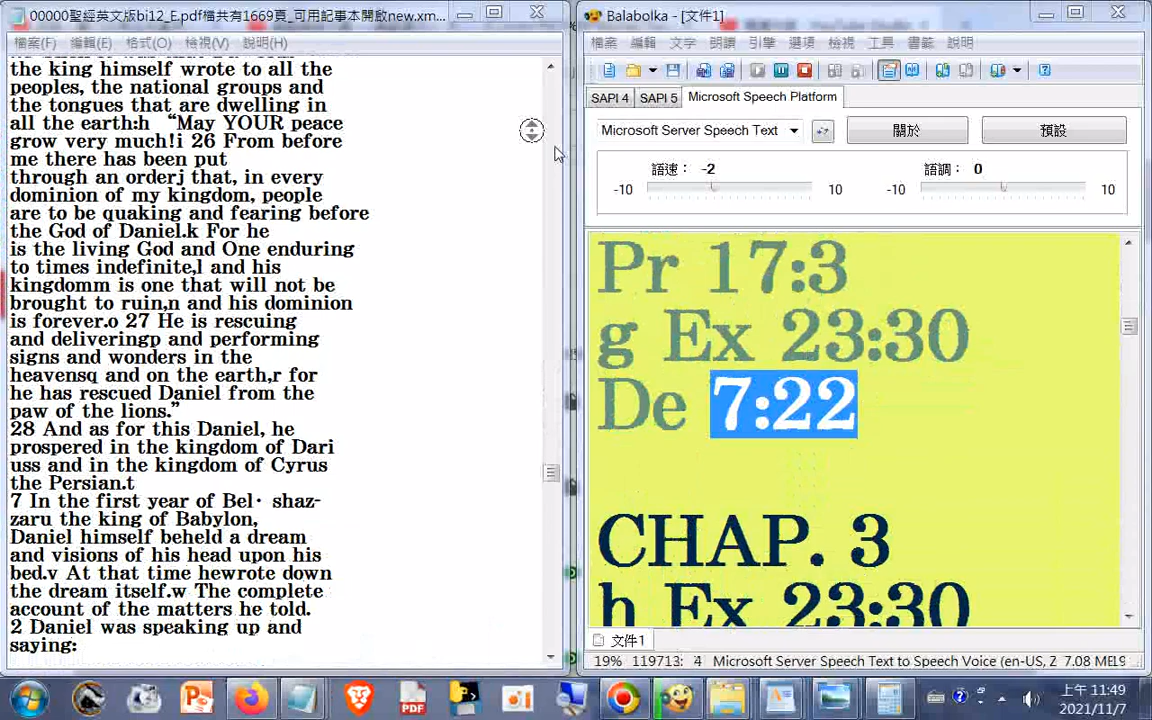 00000聖經英文版bi12_E.pdf檔共有1669頁_可用記事本開啟new.xm...
檔案(F) 編輯(E) 格式(O) 檢視(V) 說明(H)
the king himself wrote to all the
peoples, the national groups and
the tongues that are dwelling in
all the earth:h “May YOUR peace
grow very much!i 26 From before
me there has been put
through an orderj that, in every
dominion of my kingdom, people
are to be quaking and fearing before
the God of Daniel.k For he
is the living God and One enduring
to times indefinite,l and his
kingdomm is one that will not be
brought to ruin,n and his dominion
is forever.o 27 He is rescuing
and deliveringp and performing
signs and wonders in the
heavensq and on the earth,r for
he has rescued Daniel from the
paw of the lions.”
28 And as for this Daniel, he
prospered in the kingdom of Dari
uss and in the kingdom of Cyrus
the Persian.t
7 In the first year of Bel· shaz-
zaru the king of Babylon,
Daniel himself beheld a dream
and visions of his head upon his
bed.v At that time hewrote down
the dream itself.w The complete
account of the matters he told.
2 Daniel was speaking up and
saying:
Balabolka - [文件1]
檔案 編輯 文字 朗讀 引擎 選項 檢視 工具 書籤 說明
SAPI 4 SAPI 5 Microsoft Speech Platform
Microsoft Server Speech Text 關於 預設
語速: -2 語調: 0
-10 10 -10 10
Pr 17:3
g Ex 23:30
De 7:22
CHAP. 3
h Ex 23:30
文件1
19% 119713: 4 Microsoft Server Speech Text to Speech Voice (en-US, Z 7.08 ME
上午 11:49
2021/11/7